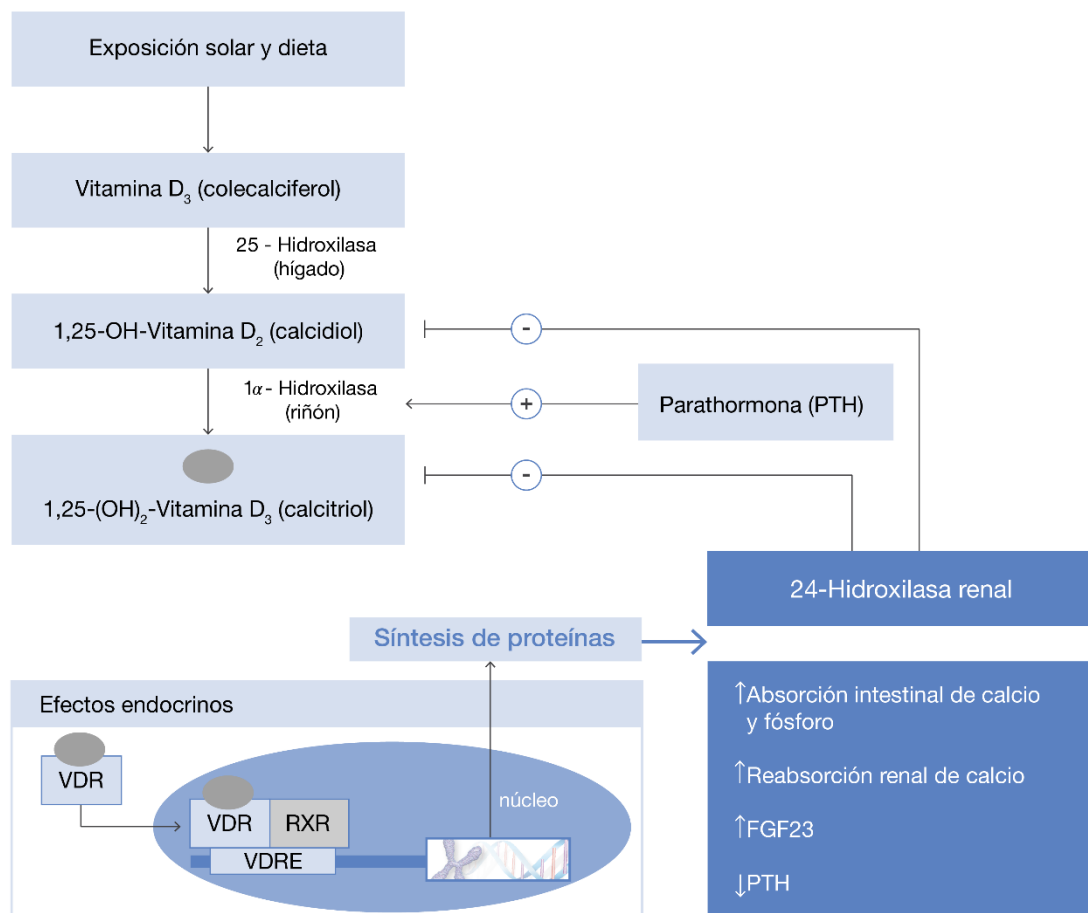 Exposición solar y dieta
Vitamina D₃ (colecalciferol)
25 - Hidroxilasa
(hígado)
1,25-OH-Vitamina D₂ (calcidiol)
-
1α - Hidroxilasa
(riñón)
+
Parathormona (PTH)
1,25-(OH)₂-Vitamina D₃ (calcitriol)
-
24-Hidroxilasa renal
Síntesis de proteínas
Efectos endocrinos
VDR
VDR
RXR
VDRE
núcleo
↑Absorción intestinal de calcio
y fósforo
↑Reabsorción renal de calcio
↑FGF23
↓PTH